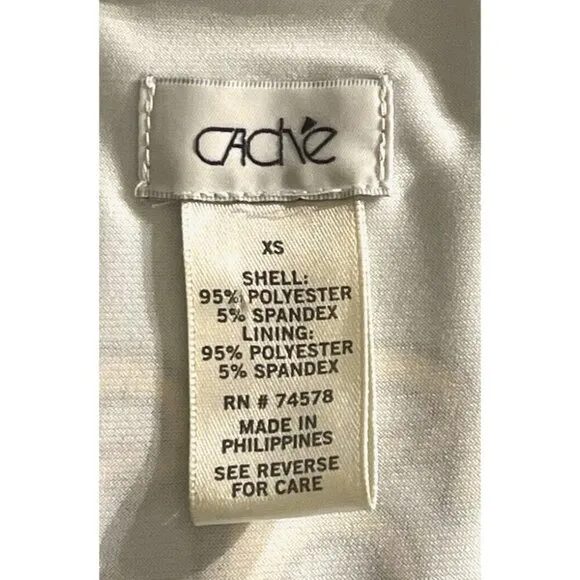 CAché
XS
SHELL:
95% POLYESTER
5% SPANDEX
LINING:
95% POLYESTER
5% SPANDEX
RN # 74578
MADE IN
PHILIPPINES
SEE REVERSE
FOR CARE